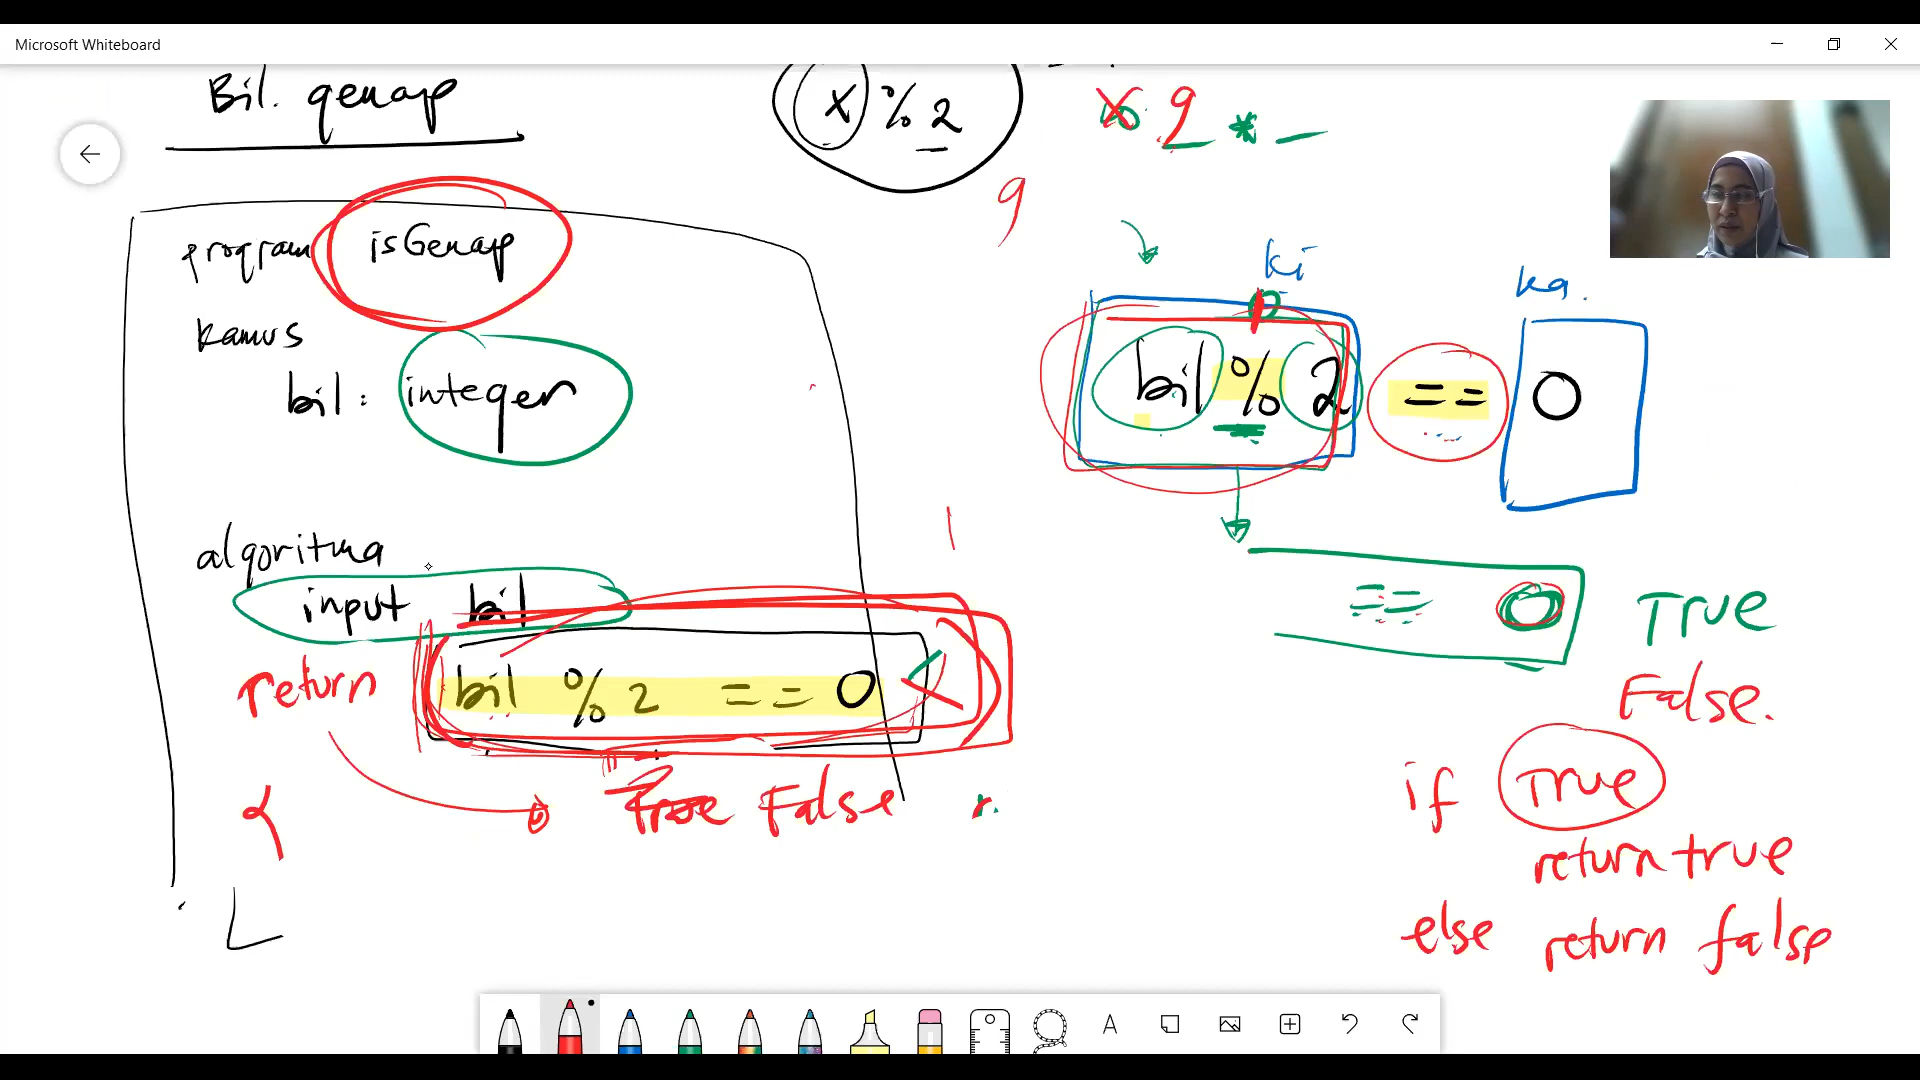 Microsoft Whiteboard
Bil. genap
x % 2
9 * _
9
program isGenap
kamus
bil : integer
algoritma
input bil
return bil % 2 == 0
True False
ki
ka.
bil % 2 == 0
== 0
True
False.
if True
return true
else return false
A